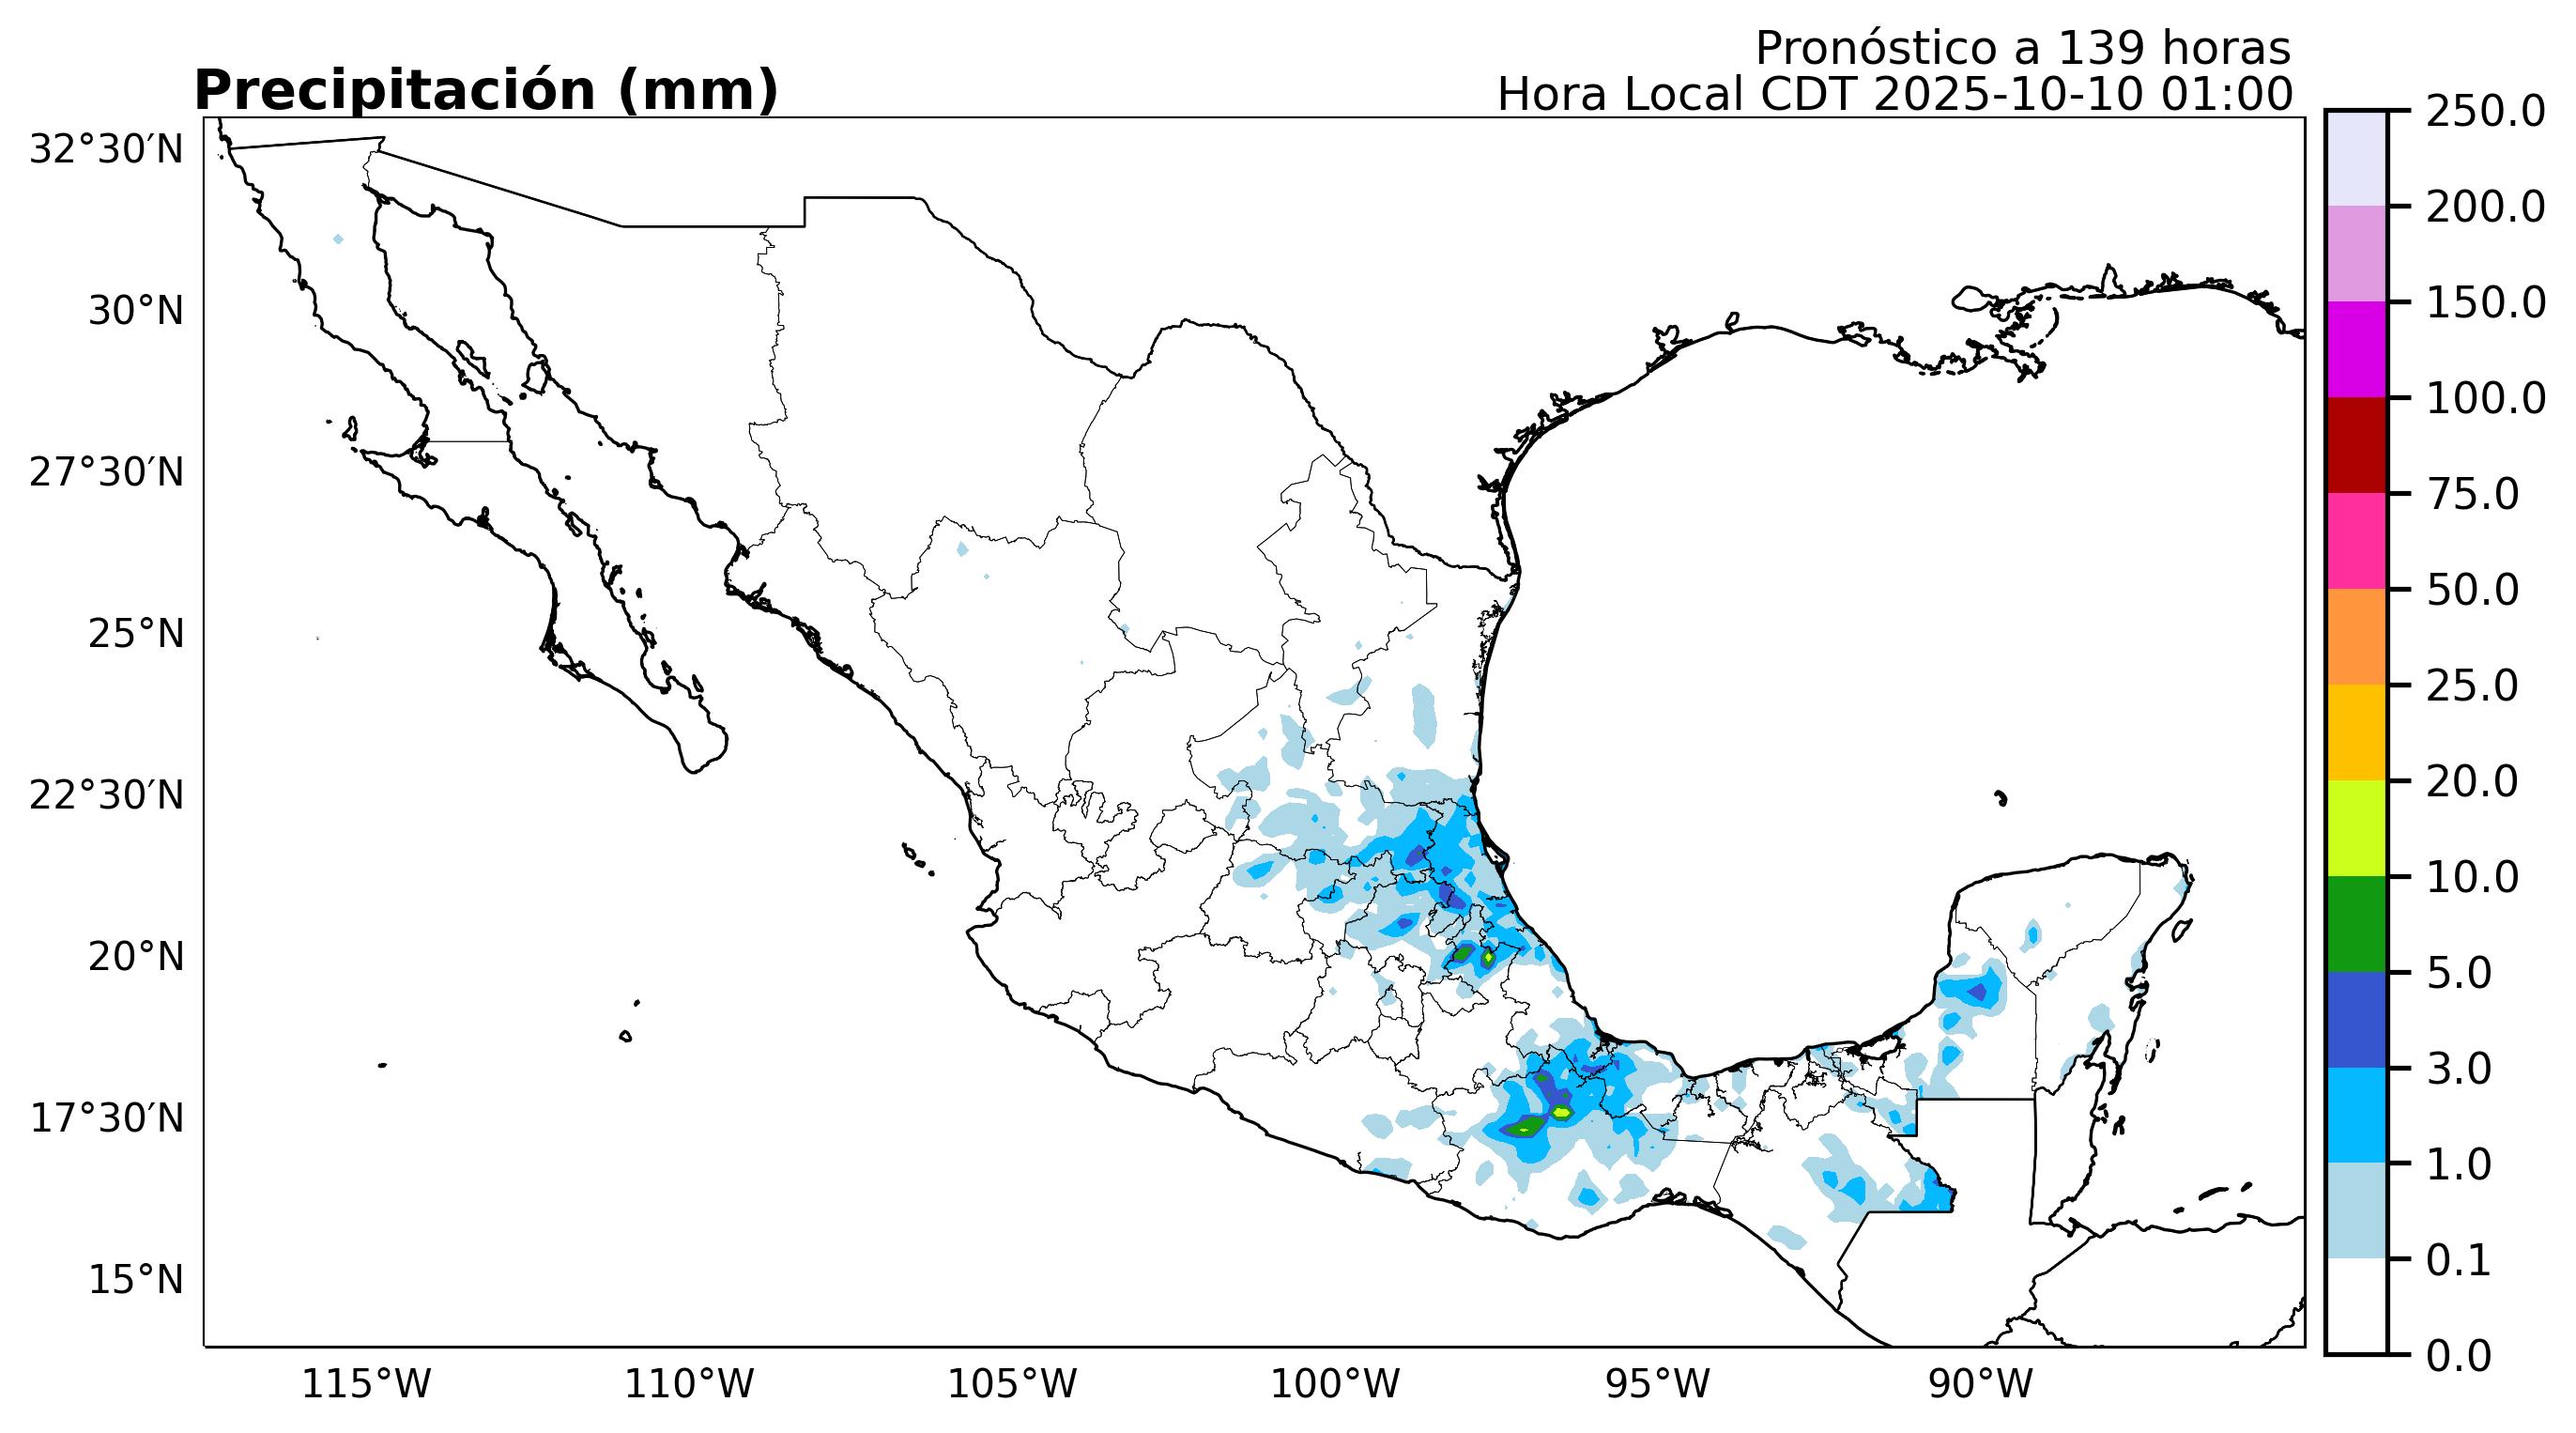 Pronóstico a 139 horas
Precipitación (mm)
Hora Local CDT 2025-10-10 01:00
32°30′N
30°N
27°30′N
25°N
22°30′N
20°N
17°30′N
15°N
115°W
110°W
105°W
100°W
95°W
90°W
250.0
200.0
150.0
100.0
75.0
50.0
25.0
20.0
10.0
5.0
3.0
1.0
0.1
0.0